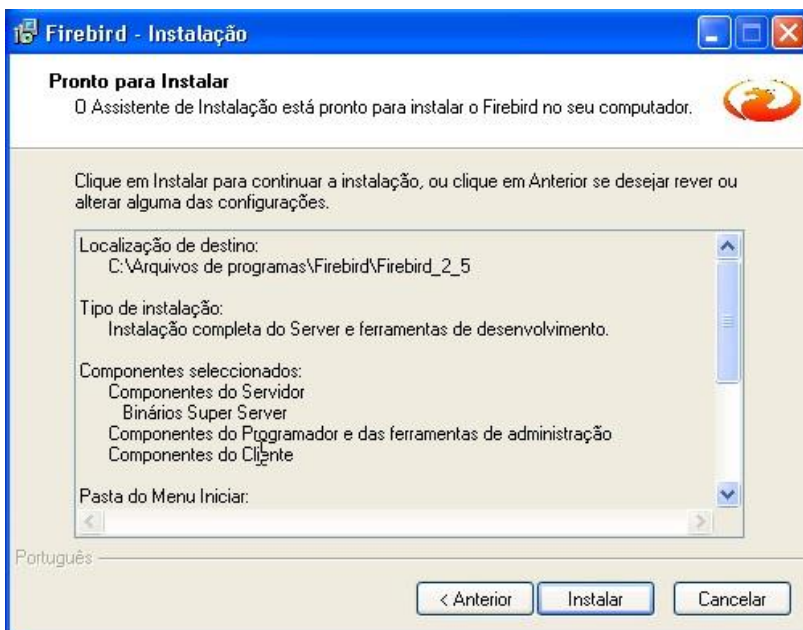 Firebird - Instalação
Pronto para Instalar
O Assistente de Instalação está pronto para instalar o Firebird no seu computador.
Clique em Instalar para continuar a instalação, ou clique em Anterior se desejar rever ou
alterar alguma das configurações.
Localização de destino:
C:\Arquivos de programas\Firebird\Firebird_2_5
Tipo de instalação:
Instalação completa do Server e ferramentas de desenvolvimento.
Componentes seleccionados:
Componentes do Servidor
Binários Super Server
Componentes do Programador e das ferramentas de administração
Componentes do Cliente
Pasta do Menu Iniciar:
Português
< Anterior
Instalar
Cancelar